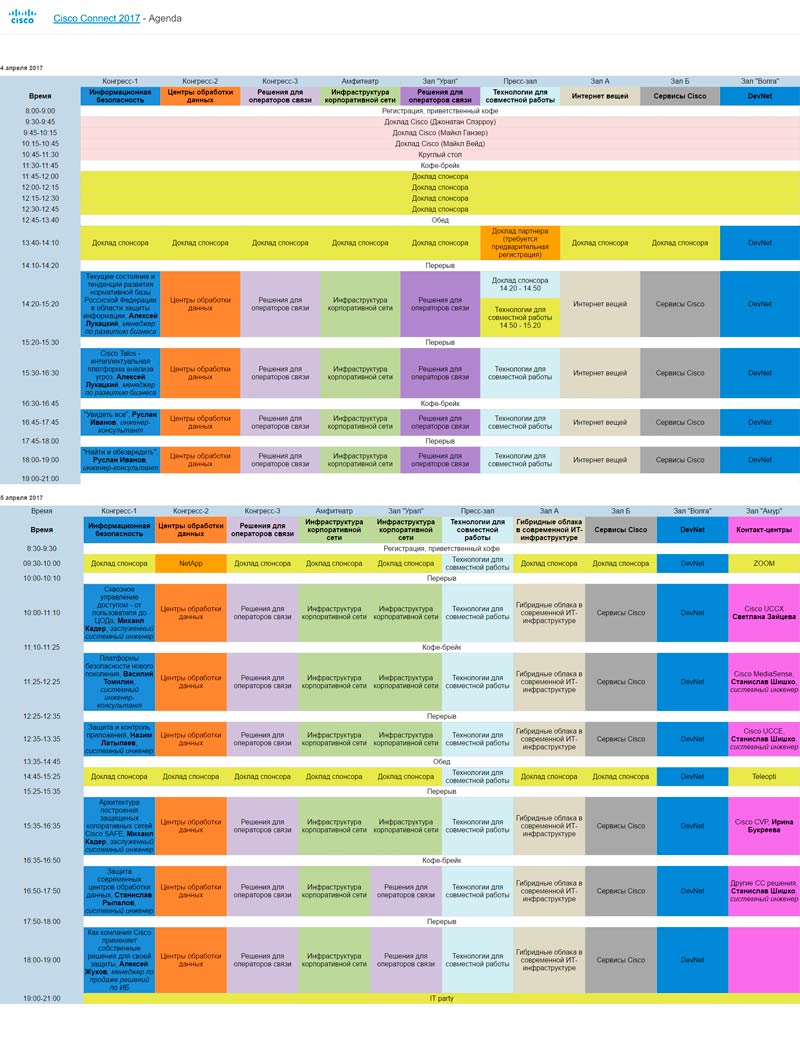 cisco
Cisco Connect 2017 - Agenda
4 апреля 2017
Конгресс-1 Конгресс-2 Конгресс-3 Амфитеатр Зал "Урал" Пресс-зал Зал А Зал Б Зал "Волга"
Время Информационная безопасность Центры обработки данных Решения для операторов связи Инфраструктура корпоративной сети Решения для операторов связи Технологии для совместной работы Интернет вещей Сервисы Cisco DevNet
8:00-9:00 Регистрация, приветственный кофе
9:30-9:45 Доклад Cisco (Джонатан Спэрроу)
9:45-10:15 Доклад Cisco (Майкл Ганзер)
10:15-10:45 Доклад Cisco (Майкл Вейд)
10:45-11:30 Круглый стол
11:30-11:45 Кофе-брейк
11:45-12:00 Доклад спонсора
12:00-12:15 Доклад спонсора
12:15-12:30 Доклад спонсора
12:30-12:45 Доклад спонсора
12:45-13:40 Обед
13:40-14:10 Доклад спонсора Доклад спонсора Доклад спонсора Доклад спонсора Доклад спонсора Доклад партнера (требуется предварительная регистрация) Доклад спонсора Доклад спонсора DevNet
14:10-14:20 Перерыв
14:20-15:20 Текущее состояние и тенденции развития нормативной базы Российской Федерации в области защиты информации, Алексей Лукацкий, менеджер по развитию бизнеса Центры обработки данных Решения для операторов связи Инфраструктура корпоративной сети Решения для операторов связи Доклад спонсора 14.20 - 14.50 Технологии для совместной работы 14.50 - 15.20 Интернет вещей Сервисы Cisco DevNet
15:20-15:30 Перерыв
15:30-16:30 Cisco Talos - интеллектуальная платформа анализа угроз, Алексей Лукацкий, менеджер по развитию бизнеса Центры обработки данных Решения для операторов связи Инфраструктура корпоративной сети Решения для операторов связи Технологии для совместной работы Интернет вещей Сервисы Cisco DevNet
16:30-16:45 Кофе-брейк
16:45-17.45 "Увидеть все", Руслан Иванов, инженер-консультант Центры обработки данных Решения для операторов связи Инфраструктура корпоративной сети Решения для операторов связи Технологии для совместной работы Интернет вещей Сервисы Cisco DevNet
17:45-18:00 Перерыв
18:00-19:00 "Найти и обезвредить", Руслан Иванов, инженер-консультант Центры обработки данных Решения для операторов связи Инфраструктура корпоративной сети Решения для операторов связи Технологии для совместной работы Интернет вещей Сервисы Cisco DevNet
19:00-21:00
5 апреля 2017
Время Конгресс-1 Конгресс-2 Конгресс-3 Амфитеатр Зал "Урал" Пресс-зал Зал А Зал Б Зал "Волга" Зал "Амур"
Время Информационная безопасность Центры обработки данных Решения для операторов связи Инфраструктура корпоративной сети Инфраструктура корпоративной сети Технологии для совместной работы Гибридные облака в современной ИТ-инфраструктуре Сервисы Cisco DevNet Контакт-центры
8:30-9:30 Регистрация, приветственный кофе
09:30-10:00 Доклад спонсора NetApp Доклад спонсора Доклад спонсора Доклад спонсора Технологии для совместной работы Доклад спонсора Доклад спонсора DevNet ZOOM
10:00-10:10 Перерыв
10:00-11:10 Сквозное управление доступом - от пользователя до ЦОДа, Михаил Кадер, заслуженный системный инженер Центры обработки данных Решения для операторов связи Инфраструктура корпоративной сети Инфраструктура корпоративной сети Технологии для совместной работы Гибридные облака в современной ИТ-инфраструктуре Сервисы Cisco DevNet Cisco UCCX Светлана Зайцева
11:10-11:25 Кофе-брейк
11:25-12:25 Платформы безопасности нового поколения, Василий Томилин, системный инженер-консультант Центры обработки данных Решения для операторов связи Инфраструктура корпоративной сети Инфраструктура корпоративной сети Технологии для совместной работы Гибридные облака в современной ИТ-инфраструктуре Сервисы Cisco DevNet Cisco MediaSense, Станислав Шишко, системный инженер
12:25-12:35 Перерыв
12:35-13:35 Защита и контроль приложений, Назим Латыпаев, системный инженер Центры обработки данных Решения для операторов связи Инфраструктура корпоративной сети Инфраструктура корпоративной сети Технологии для совместной работы Гибридные облака в современной ИТ-инфраструктуре Сервисы Cisco DevNet Cisco UCCE, Станислав Шишко, системный инженер
13:35-14:45 Обед
14:45-15:25 Доклад спонсора Доклад спонсора Доклад спонсора Доклад спонсора Доклад спонсора Технологии для совместной работы Доклад спонсора Доклад спонсора DevNet Teleopti
15:25-15:35 Перерыв
15:35-16:35 Архитектура построения защищеных копоративных сетей Cisco SAFE, Михаил Кадер, заслуженный системный инженер Центры обработки данных Решения для операторов связи Инфраструктура корпоративной сети Инфраструктура корпоративной сети Технологии для совместной работы Гибридные облака в современной ИТ-инфраструктуре Сервисы Cisco DevNet Cisco CVP, Ирина Букреева
16:35-16:50 Кофе-брейк
16:50-17:50 Защита современных центров обработки данных, Станислав Рыпалов, системный инженер Центры обработки данных Решения для операторов связи Инфраструктура корпоративной сети Решения для операторов связи Технологии для совместной работы Гибридные облака в современной ИТ-инфраструктуре Сервисы Cisco DevNet Другие СС решения, Станислав Шишко, системный инженер
17:50-18:00 Перерыв
18:00-19:00 Как компания Cisco применяет собственные решения для своей защиты, Алексей Жуков, менеджер по продаже решений по ИБ Центры обработки данных Решения для операторов связи Инфраструктура корпоративной сети Решения для операторов связи Технологии для совместной работы Гибридные облака в современной ИТ-инфраструктуре Сервисы Cisco DevNet
19:00-21:00 IT party